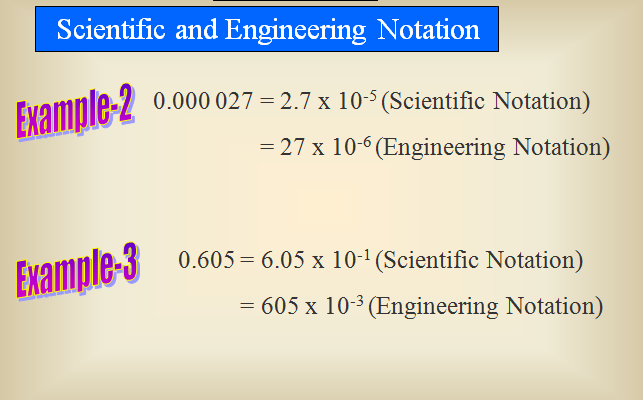 Scientific and Engineering Notation
Example-2
0.000 027 = 2.7 x 10⁻⁵ (Scientific Notation)
= 27 x 10⁻⁶ (Engineering Notation)
Example-3
0.605 = 6.05 x 10⁻¹ (Scientific Notation)
= 605 x 10⁻³ (Engineering Notation)